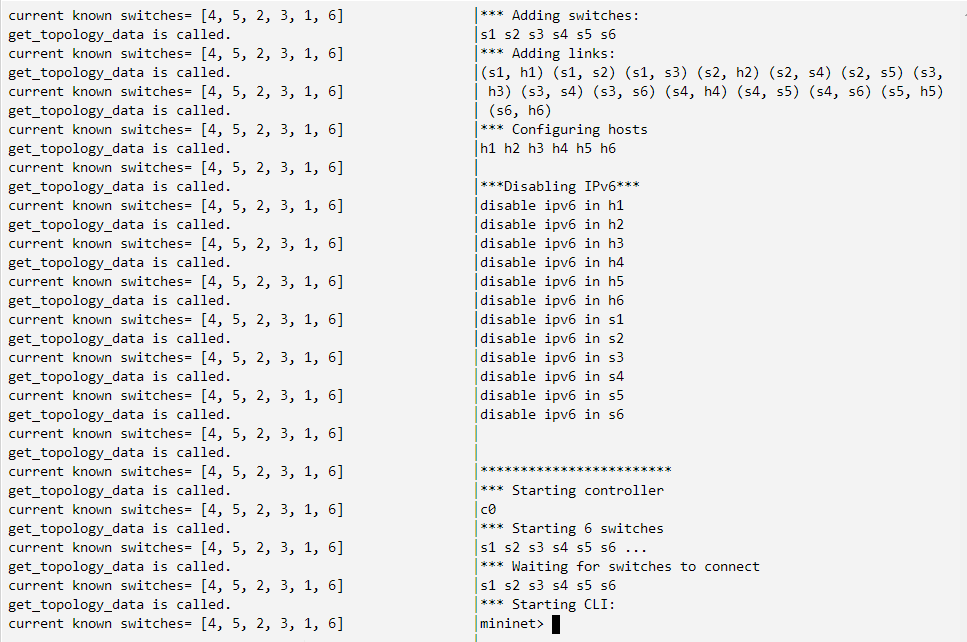 current known switches= [4, 5, 2, 3, 1, 6]
get_topology_data is called.
current known switches= [4, 5, 2, 3, 1, 6]
get_topology_data is called.
current known switches= [4, 5, 2, 3, 1, 6]
get_topology_data is called.
current known switches= [4, 5, 2, 3, 1, 6]
get_topology_data is called.
current known switches= [4, 5, 2, 3, 1, 6]
get_topology_data is called.
current known switches= [4, 5, 2, 3, 1, 6]
get_topology_data is called.
current known switches= [4, 5, 2, 3, 1, 6]
get_topology_data is called.
current known switches= [4, 5, 2, 3, 1, 6]
get_topology_data is called.
current known switches= [4, 5, 2, 3, 1, 6]
get_topology_data is called.
current known switches= [4, 5, 2, 3, 1, 6]
get_topology_data is called.
current known switches= [4, 5, 2, 3, 1, 6]
get_topology_data is called.
current known switches= [4, 5, 2, 3, 1, 6]
get_topology_data is called.
current known switches= [4, 5, 2, 3, 1, 6]
get_topology_data is called.
current known switches= [4, 5, 2, 3, 1, 6]
get_topology_data is called.
current known switches= [4, 5, 2, 3, 1, 6]
get_topology_data is called.
current known switches= [4, 5, 2, 3, 1, 6]
get_topology_data is called.
current known switches= [4, 5, 2, 3, 1, 6]
*** Adding switches:
s1 s2 s3 s4 s5 s6
*** Adding links:
(s1, h1) (s1, s2) (s1, s3) (s2, h2) (s2, s4) (s2, s5) (s3,
h3) (s3, s4) (s3, s6) (s4, h4) (s4, s5) (s4, s6) (s5, h5)
(s6, h6)
*** Configuring hosts
h1 h2 h3 h4 h5 h6
***Disabling IPv6***
disable ipv6 in h1
disable ipv6 in h2
disable ipv6 in h3
disable ipv6 in h4
disable ipv6 in h5
disable ipv6 in h6
disable ipv6 in s1
disable ipv6 in s2
disable ipv6 in s3
disable ipv6 in s4
disable ipv6 in s5
disable ipv6 in s6
************************
*** Starting controller
c0
*** Starting 6 switches
s1 s2 s3 s4 s5 s6 ...
*** Waiting for switches to connect
s1 s2 s3 s4 s5 s6
*** Starting CLI:
mininet>